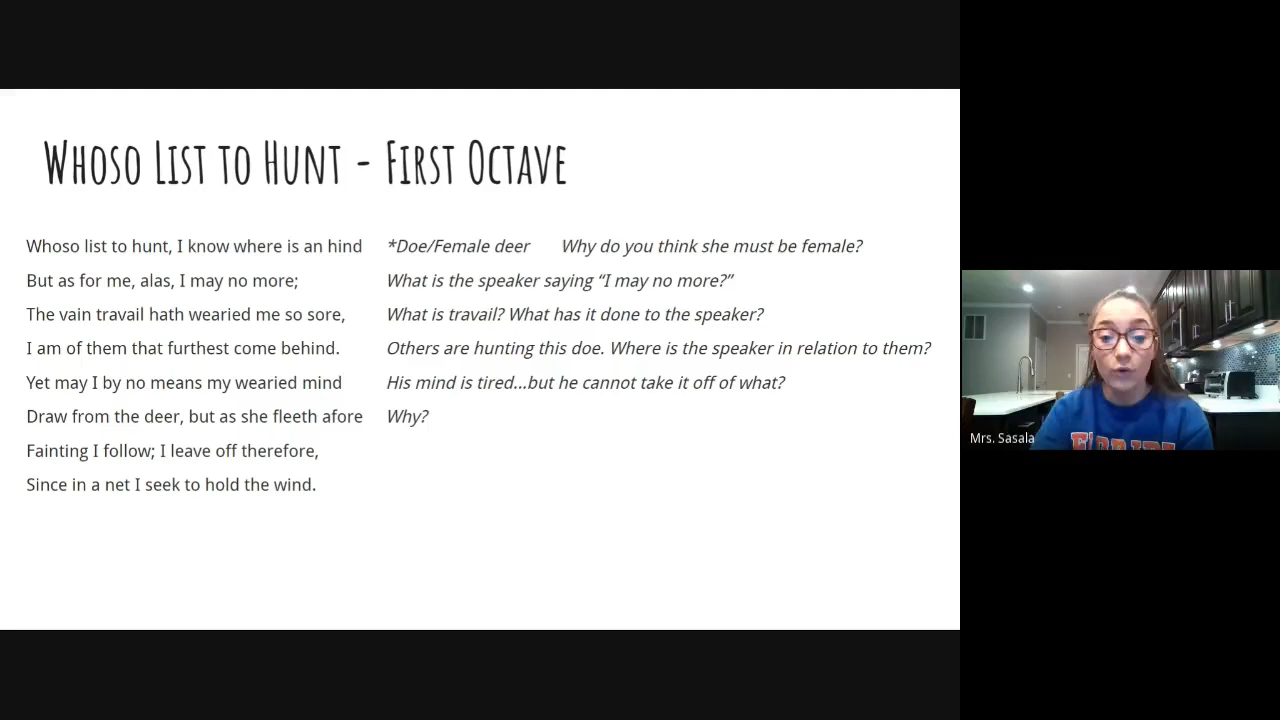 Whoso List to Hunt - First Octave
Whoso list to hunt, I know where is an hind *Doe/Female deer Why do you think she must be female?
But as for me, alas, I may no more; What is the speaker saying “I may no more?”
The vain travail hath wearied me so sore, What is travail? What has it done to the speaker?
I am of them that furthest come behind. Others are hunting this doe. Where is the speaker in relation to them?
Yet may I by no means my wearied mind His mind is tired...but he cannot take it off of what?
Draw from the deer, but as she fleeth afore Why?
Fainting I follow; I leave off therefore,
Since in a net I seek to hold the wind.
Mrs. Sasala